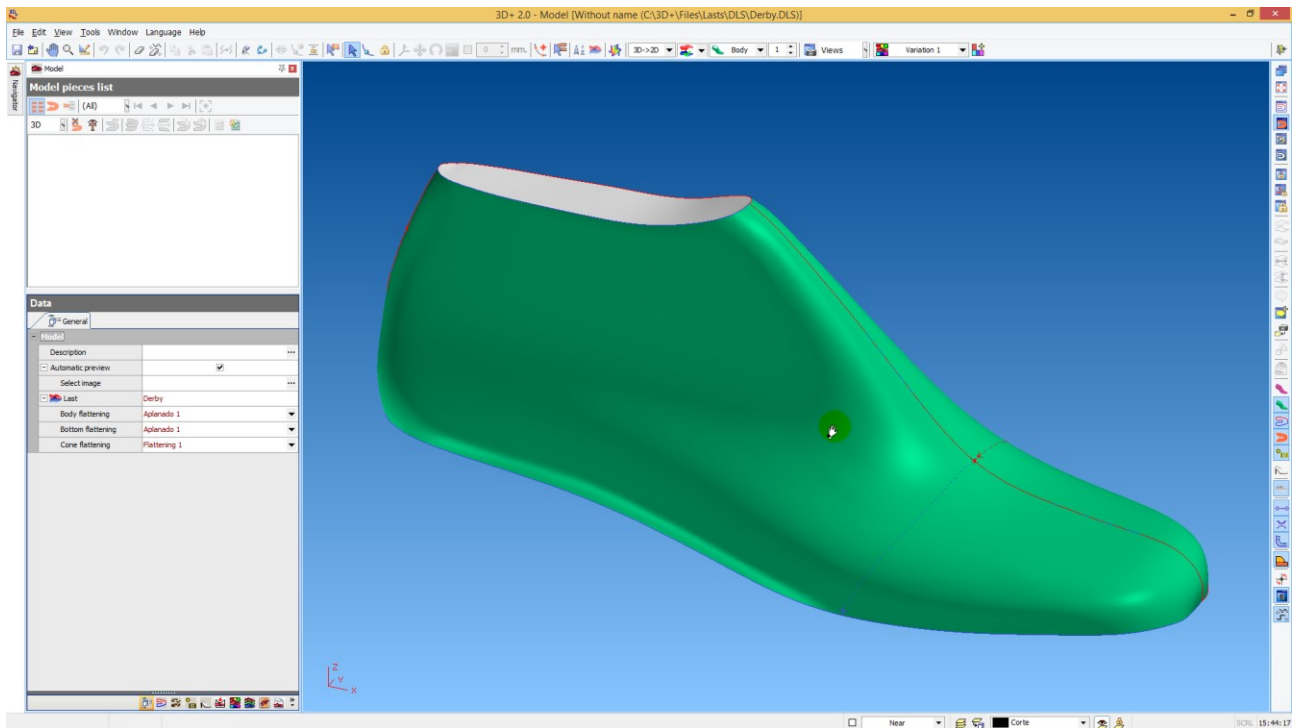 3D+ 2.0 - Model [Without name (C:\3D+\Files\Lasts\DLS\Derby.DLS)]
File Edit View Tools Window Language Help
0 mm. 3D->2D Body 1 Views Variation 1
Navigator
Model
Model pieces list
(All)
3D
Data
General
Model
Description
Automatic preview
Select image
Last Derby
Body flattening Aplanado 1
Bottom flattening Aplanado 1
Cone flattening Flattening 1
Z
Y
X
Near Corte SCRL 15:44:17